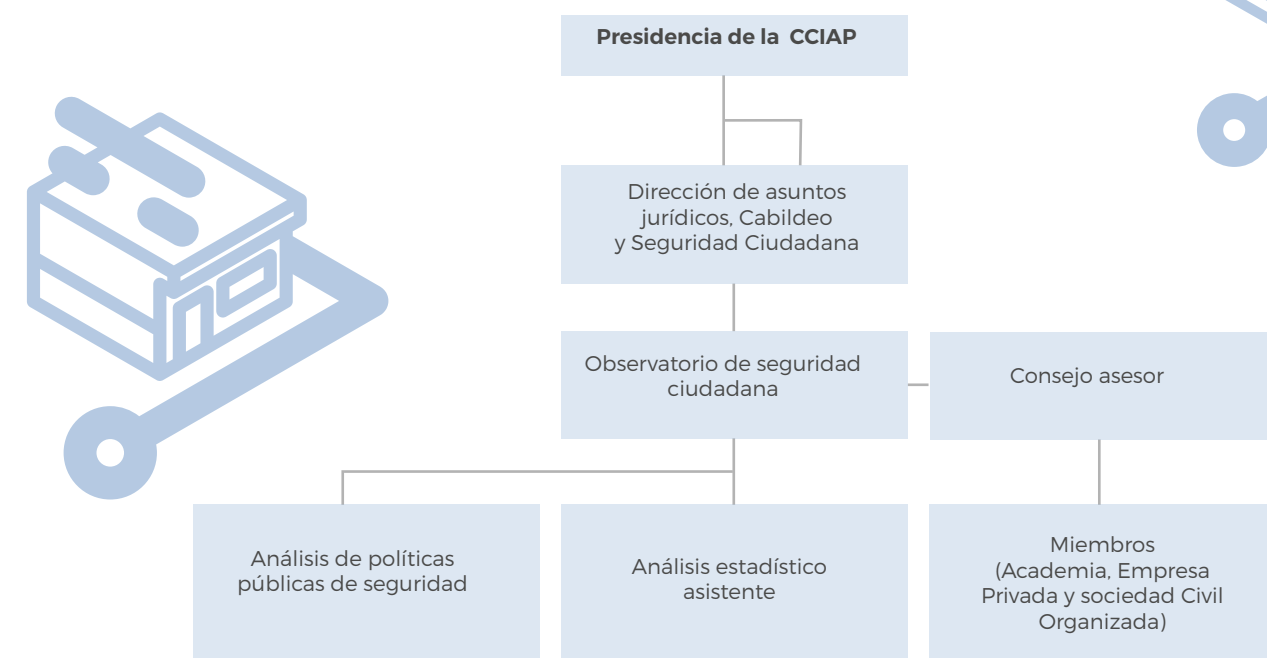 Presidencia de la CCIAP
Dirección de asuntos
jurídicos, Cabildeo
y Seguridad Ciudadana
Observatorio de seguridad
ciudadana
Consejo asesor
Análisis de políticas
públicas de seguridad
Análisis estadístico
asistente
Miembros
(Academia, Empresa
Privada y sociedad Civil
Organizada)